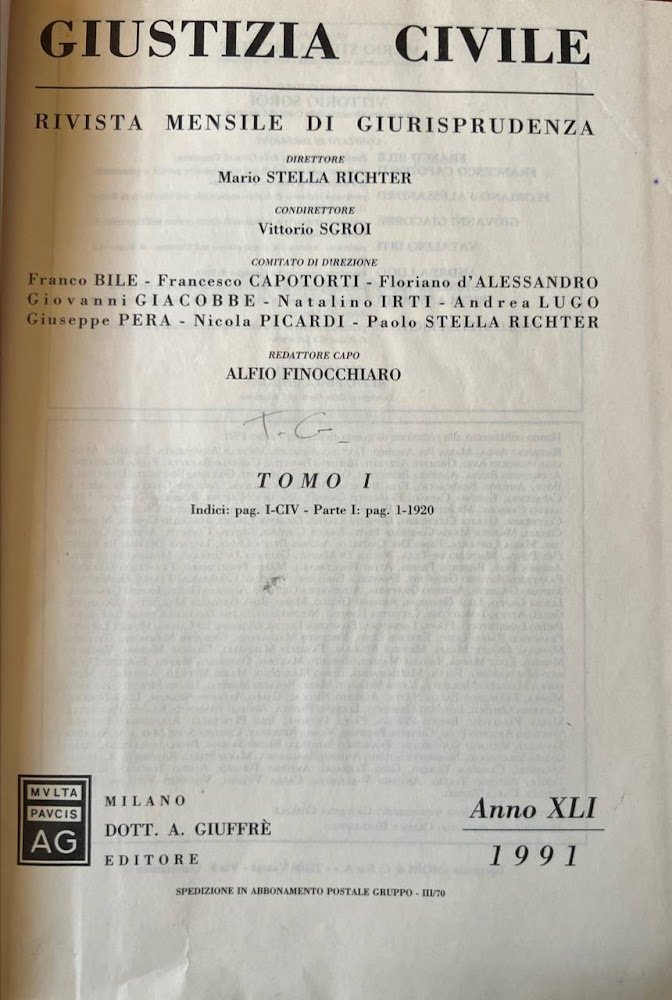 GIUSTIZIA CIVILE
RIVISTA MENSILE DI GIURISPRUDENZA
DIRETTORE
Mario STELLA RICHTER
CONDIRETTORE
Vittorio SGROI
COMITATO DI DIREZIONE
Franco BILE - Francesco CAPOTORTI - Floriano d'ALESSANDRO
Giovanni GIACOBBE - Natalino IRTI - Andrea LUGO
Giuseppe PERA - Nicola PICARDI - Paolo STELLA RICHTER
REDATTORE CAPO
ALFIO FINOCCHIARO
T.G.
TOMO I
Indici: pag. I-CIV - Parte I: pag. 1-1920
MVLTA
PAVCIS
AG
MILANO
DOTT. A. GIUFFRÈ
EDITORE
Anno XLI
1991
SPEDIZIONE IN ABBONAMENTO POSTALE GRUPPO - III/70